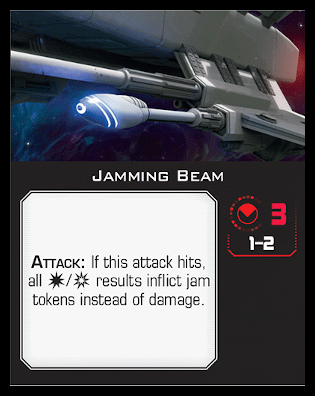 Jamming Beam
3
1–2
Attack: If this attack hits,
all / results inflict jam
tokens instead of damage.